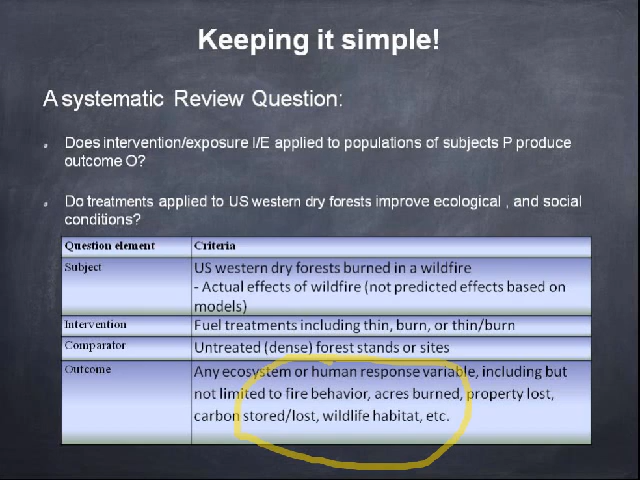 Keeping it simple!
A systematic Review Question:
Does intervention/exposure I/E applied to populations of subjects P produce
outcome O?
Do treatments applied to US western dry forests improve ecological , and social
conditions?
Question element Criteria
Subject US western dry forests burned in a wildfire
- Actual effects of wildfire (not predicted effects based on
models)
Intervention Fuel treatments including thin, burn, or thin/burn
Comparator Untreated (dense) forest stands or sites
Outcome Any ecosystem or human response variable, including but
not limited to fire behavior, acres burned, property lost,
carbon stored/lost, wildlife habitat, etc.